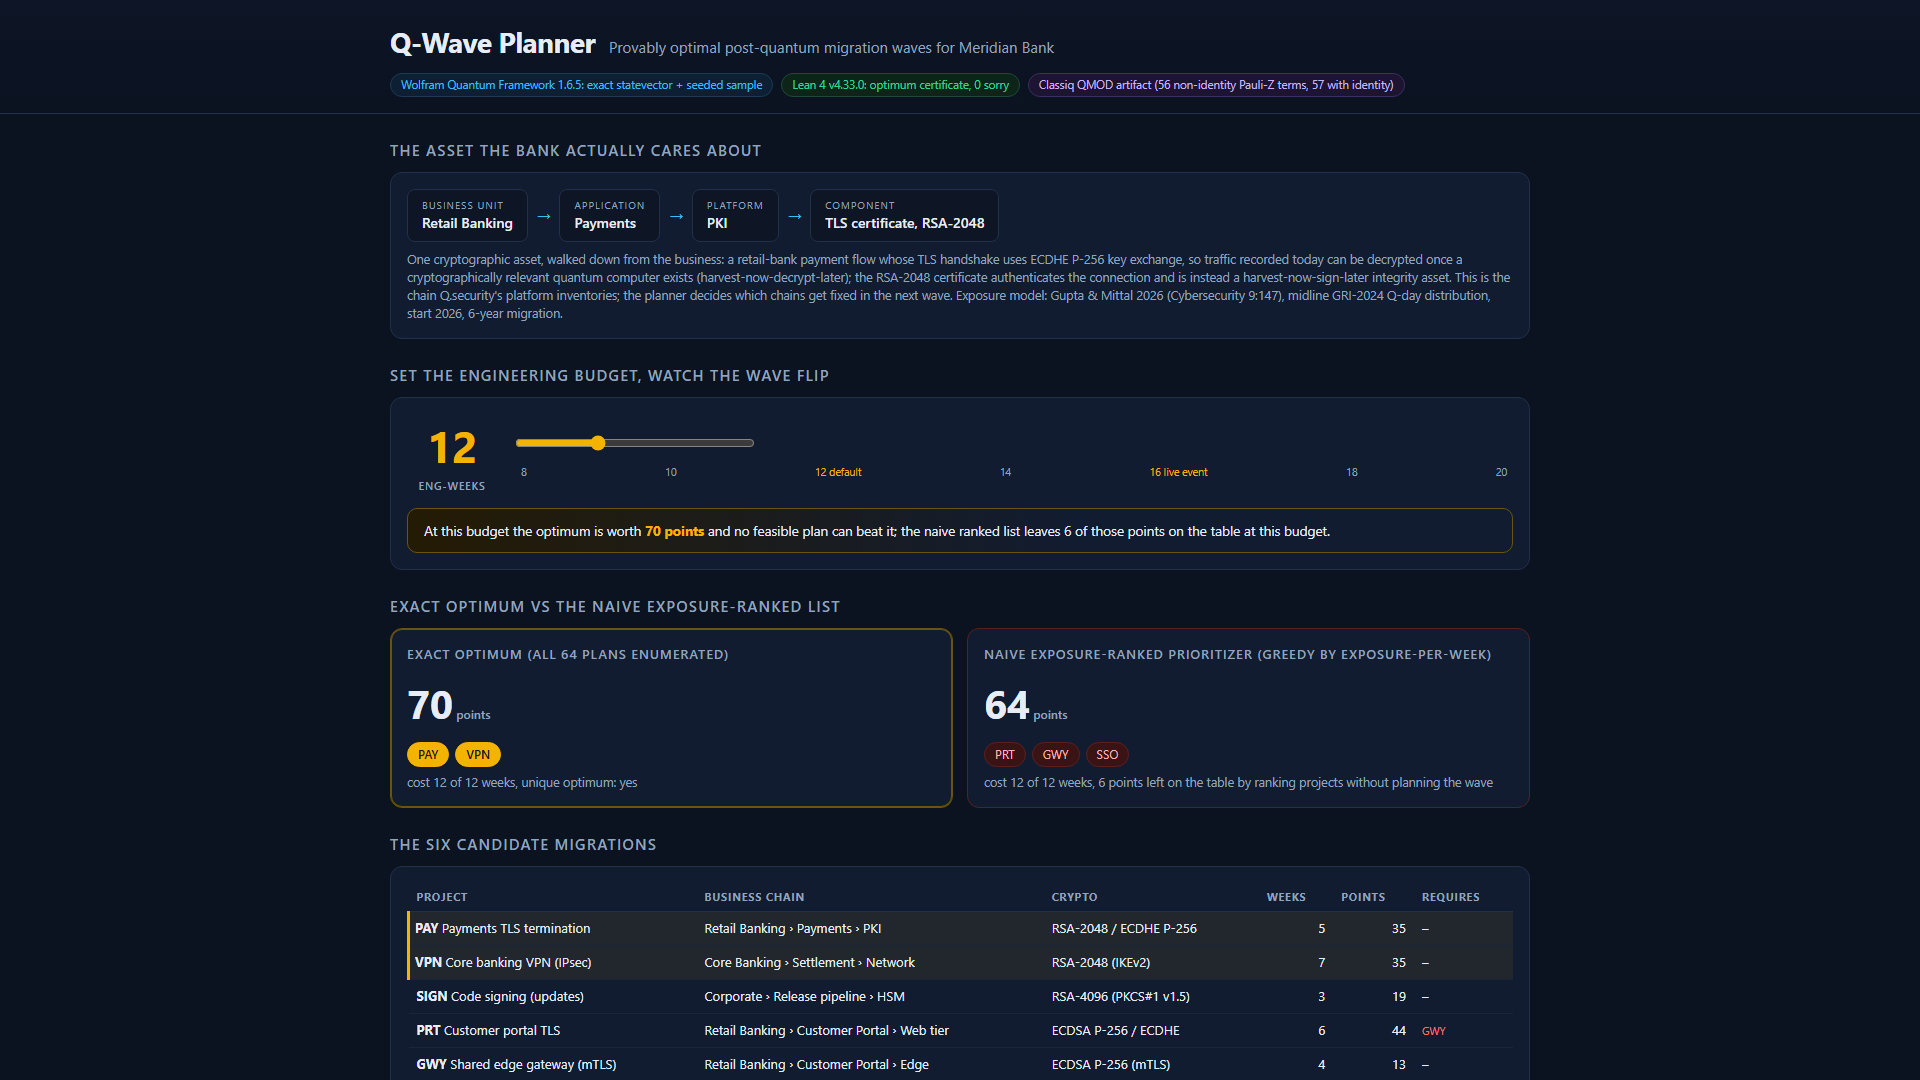 Q-Wave Planner Provably optimal post-quantum migration waves for Meridian Bank
Wolfram Quantum Framework 1.6.5: exact statevector + seeded sample
Lean 4 v4.33.0: optimum certificate, 0 sorry
Classiq QMOD artifact (56 non-identity Pauli-Z terms, 57 with identity)
THE ASSET THE BANK ACTUALLY CARES ABOUT
BUSINESS UNIT
Retail Banking
→
APPLICATION
Payments
→
PLATFORM
PKI
→
COMPONENT
TLS certificate, RSA-2048
One cryptographic asset, walked down from the business: a retail-bank payment flow whose TLS handshake uses ECDHE P-256 key exchange, so traffic recorded today can be decrypted once a
cryptographically relevant quantum computer exists (harvest-now-decrypt-later); the RSA-2048 certificate authenticates the connection and is instead a harvest-now-sign-later integrity asset. This is the
chain Q.security's platform inventories; the planner decides which chains get fixed in the next wave. Exposure model: Gupta & Mittal 2026 (Cybersecurity 9:147), midline GRI-2024 Q-day distribution,
start 2026, 6-year migration.
SET THE ENGINEERING BUDGET, WATCH THE WAVE FLIP
12
ENG-WEEKS
8 10 12 default 14 16 live event 18 20
At this budget the optimum is worth 70 points and no feasible plan can beat it; the naive ranked list leaves 6 of those points on the table at this budget.
EXACT OPTIMUM VS THE NAIVE EXPOSURE-RANKED LIST
EXACT OPTIMUM (ALL 64 PLANS ENUMERATED)
70 points
PAY VPN
cost 12 of 12 weeks, unique optimum: yes
NAIVE EXPOSURE-RANKED PRIORITIZER (GREEDY BY EXPOSURE-PER-WEEK)
64 points
PRT GWY SSO
cost 12 of 12 weeks, 6 points left on the table by ranking projects without planning the wave
THE SIX CANDIDATE MIGRATIONS
PROJECT BUSINESS CHAIN CRYPTO WEEKS POINTS REQUIRES
PAY Payments TLS termination Retail Banking › Payments › PKI RSA-2048 / ECDHE P-256 5 35 –
VPN Core banking VPN (IPsec) Core Banking › Settlement › Network RSA-2048 (IKEv2) 7 35 –
SIGN Code signing (updates) Corporate › Release pipeline › HSM RSA-4096 (PKCS#1 v1.5) 3 19 –
PRT Customer portal TLS Retail Banking › Customer Portal › Web tier ECDSA P-256 / ECDHE 6 44 GWY
GWY Shared edge gateway (mTLS) Retail Banking › Customer Portal › Edge ECDSA P-256 (mTLS) 4 13 –